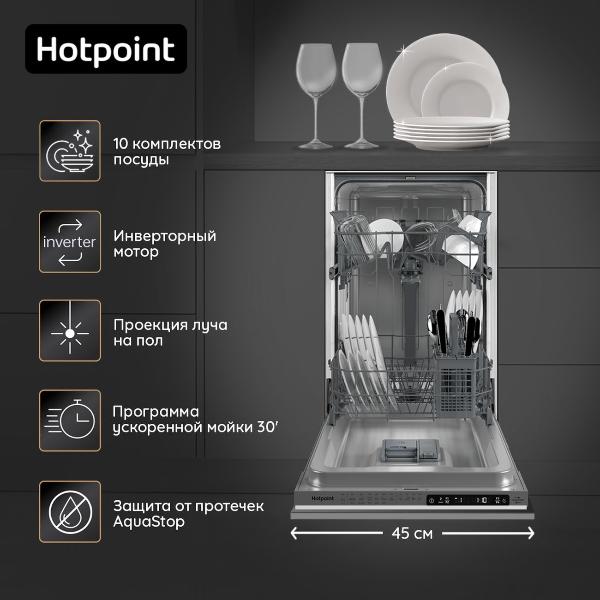 Hotpoint
10 комплектов
посуды
inverter
Инверторный
мотор
Проекция луча
на пол
Программа
ускоренной мойки 30'
Защита от протечек
AquaStop
Hotpoint
45 см